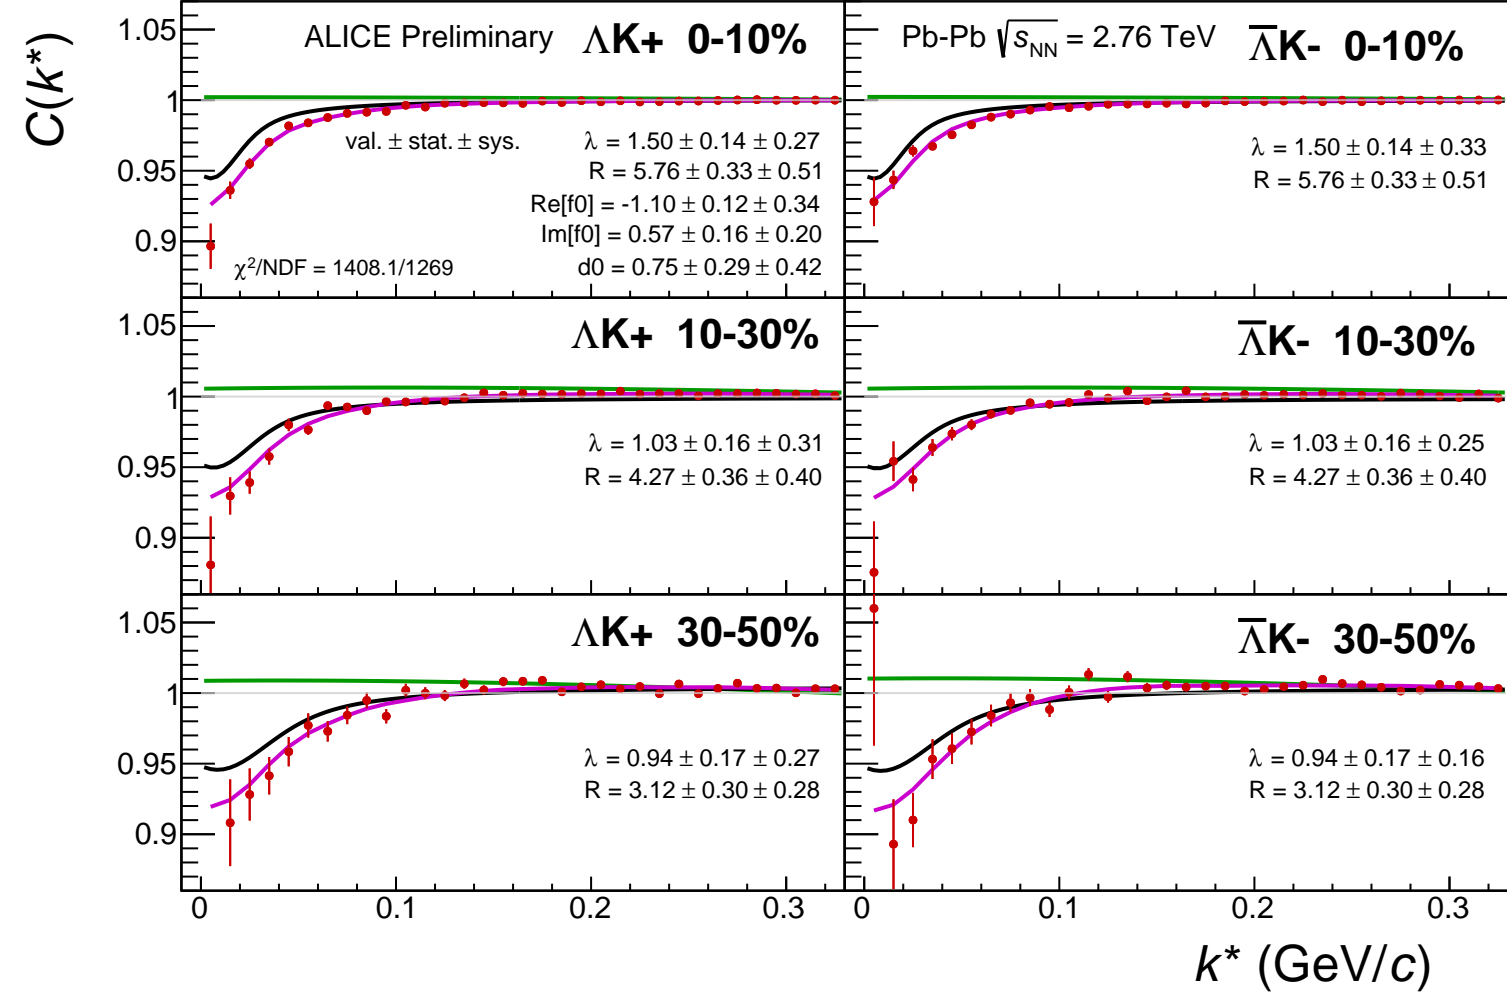 C(k*)
ALICE Preliminary ΛK+ 0-10%
1.05
1
0.95
0.9
val. ± stat. ± sys.
λ = 1.50 ± 0.14 ± 0.27
R = 5.76 ± 0.33 ± 0.51
Re[f0] = -1.10 ± 0.12 ± 0.34
Im[f0] = 0.57 ± 0.16 ± 0.20
d0 = 0.75 ± 0.29 ± 0.42
χ²/NDF = 1408.1/1269
Pb-Pb √s_NN = 2.76 TeV Λ̅K- 0-10%
λ = 1.50 ± 0.14 ± 0.33
R = 5.76 ± 0.33 ± 0.51
ΛK+ 10-30%
1.05
1
0.95
0.9
λ = 1.03 ± 0.16 ± 0.31
R = 4.27 ± 0.36 ± 0.40
Λ̅K- 10-30%
λ = 1.03 ± 0.16 ± 0.25
R = 4.27 ± 0.36 ± 0.40
ΛK+ 30-50%
1.05
1
0.95
0.9
λ = 0.94 ± 0.17 ± 0.27
R = 3.12 ± 0.30 ± 0.28
Λ̅K- 30-50%
λ = 0.94 ± 0.17 ± 0.16
R = 3.12 ± 0.30 ± 0.28
0 0.1 0.2 0.3 0 0.1 0.2 0.3
k* (GeV/c)